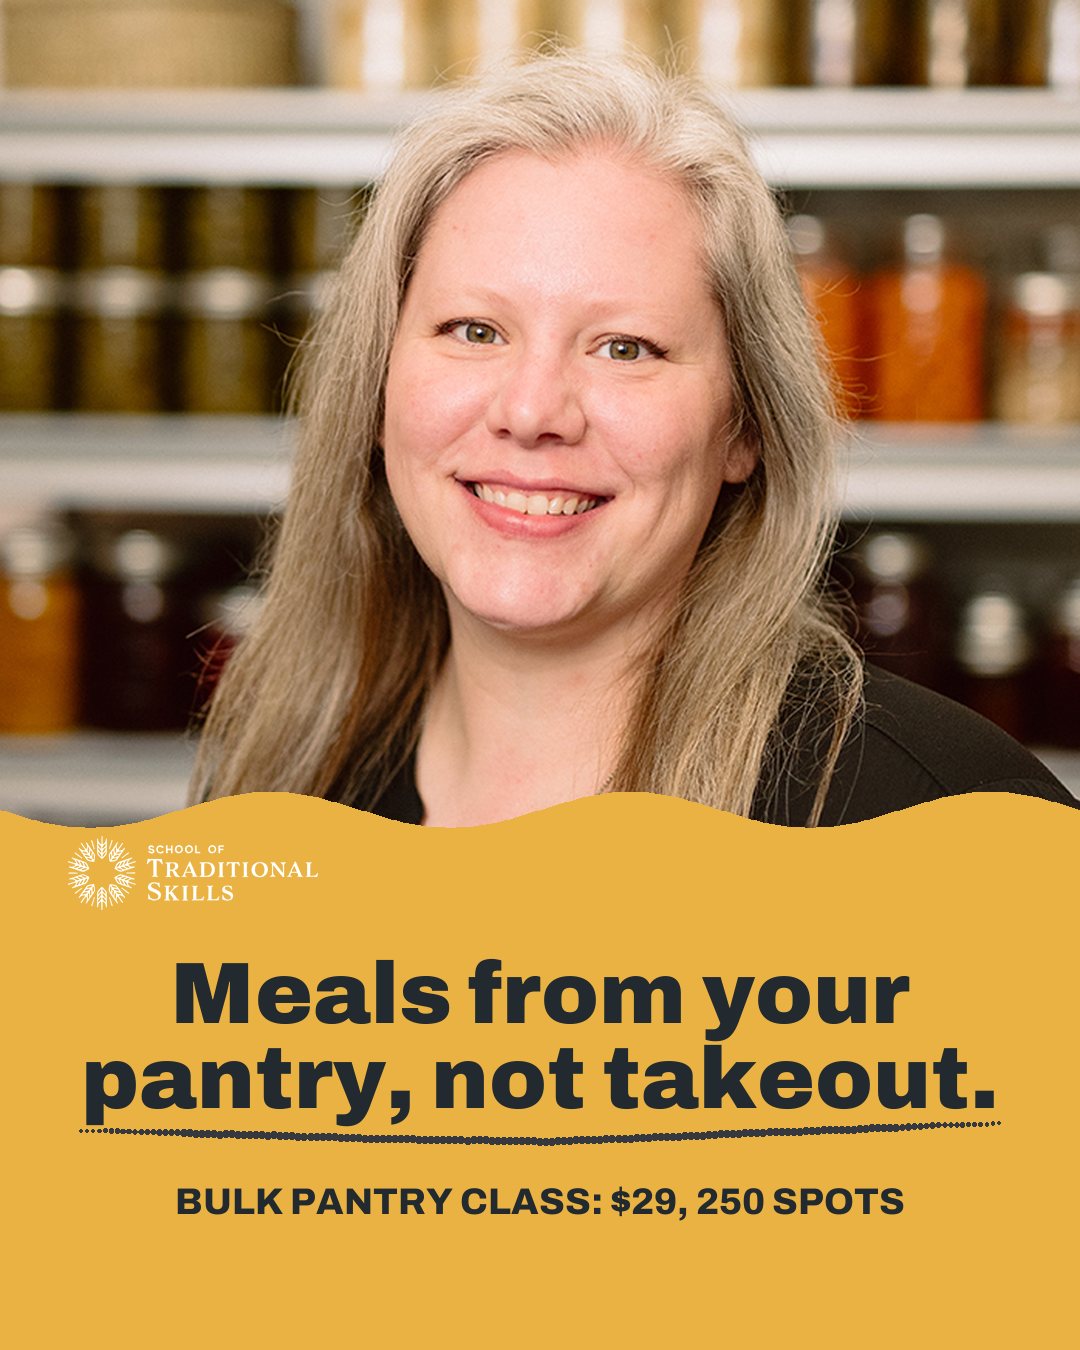 SCHOOL OF
TRADITIONAL
SKILLS
Meals from your
pantry, not takeout.
BULK PANTRY CLASS: $29, 250 SPOTS